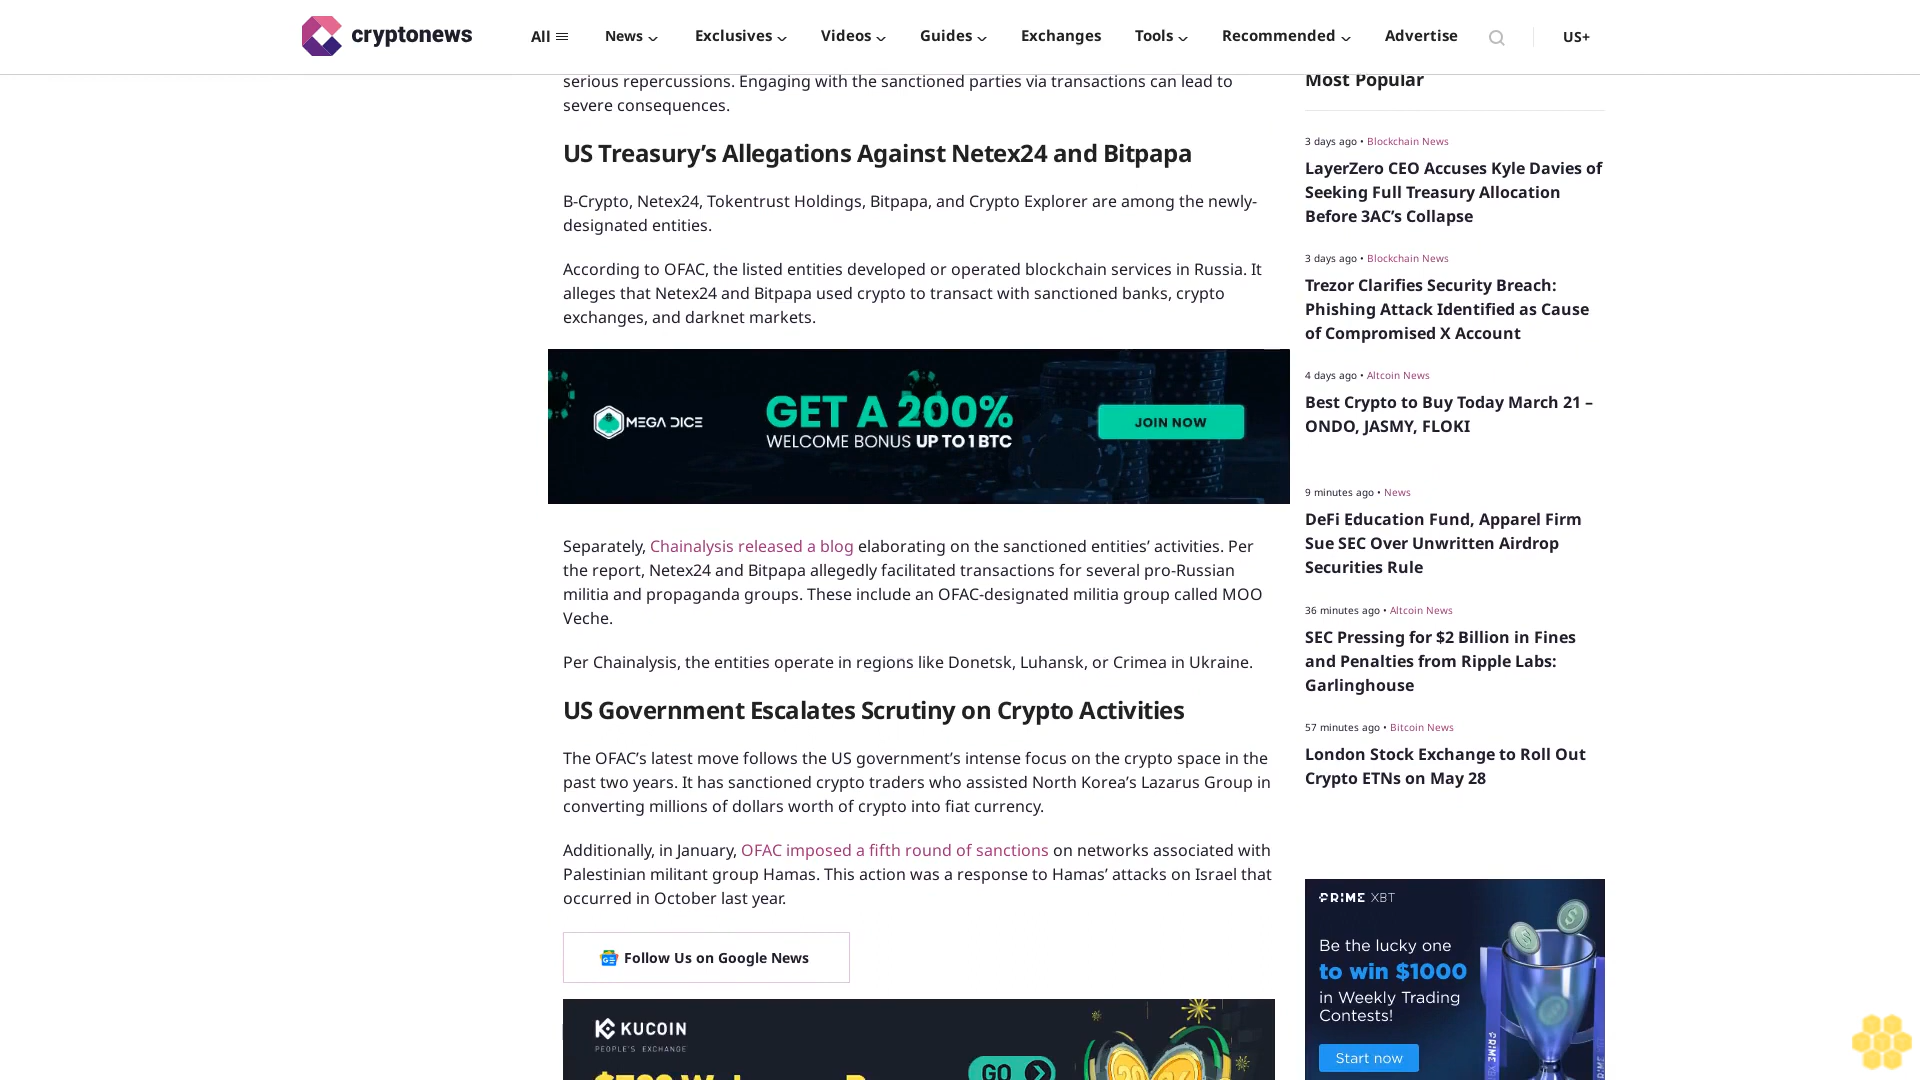 cryptonews
All
News
Exclusives
Videos
Guides
Exchanges
Tools
Recommended
Advertise
US+
serious repercussions. Engaging with the sanctioned parties via transactions can lead to
severe consequences.
US Treasury’s Allegations Against Netex24 and Bitpapa
B-Crypto, Netex24, Tokentrust Holdings, Bitpapa, and Crypto Explorer are among the newly-
designated entities.
According to OFAC, the listed entities developed or operated blockchain services in Russia. It
alleges that Netex24 and Bitpapa used crypto to transact with sanctioned banks, crypto
exchanges, and darknet markets.
MEGA DICE
GET A 200%
WELCOME BONUS UP TO 1 BTC
JOIN NOW
Separately, Chainalysis released a blog elaborating on the sanctioned entities’ activities. Per
the report, Netex24 and Bitpapa allegedly facilitated transactions for several pro-Russian
militia and propaganda groups. These include an OFAC-designated militia group called MOO
Veche.
Per Chainalysis, the entities operate in regions like Donetsk, Luhansk, or Crimea in Ukraine.
US Government Escalates Scrutiny on Crypto Activities
The OFAC’s latest move follows the US government’s intense focus on the crypto space in the
past two years. It has sanctioned crypto traders who assisted North Korea’s Lazarus Group in
converting millions of dollars worth of crypto into fiat currency.
Additionally, in January, OFAC imposed a fifth round of sanctions on networks associated with
Palestinian militant group Hamas. This action was a response to Hamas’ attacks on Israel that
occurred in October last year.
Follow Us on Google News
KUCOIN
PEOPLE'S EXCHANGE
GO
Most Popular
3 days ago • Blockchain News
LayerZero CEO Accuses Kyle Davies of
Seeking Full Treasury Allocation
Before 3AC’s Collapse
3 days ago • Blockchain News
Trezor Clarifies Security Breach:
Phishing Attack Identified as Cause
of Compromised X Account
4 days ago • Altcoin News
Best Crypto to Buy Today March 21 –
ONDO, JASMY, FLOKI
9 minutes ago • News
DeFi Education Fund, Apparel Firm
Sue SEC Over Unwritten Airdrop
Securities Rule
36 minutes ago • Altcoin News
SEC Pressing for $2 Billion in Fines
and Penalties from Ripple Labs:
Garlinghouse
57 minutes ago • Bitcoin News
London Stock Exchange to Roll Out
Crypto ETNs on May 28
PRIME XBT
Be the lucky one
to win $1000
in Weekly Trading
Contests!
Start now
PRIME